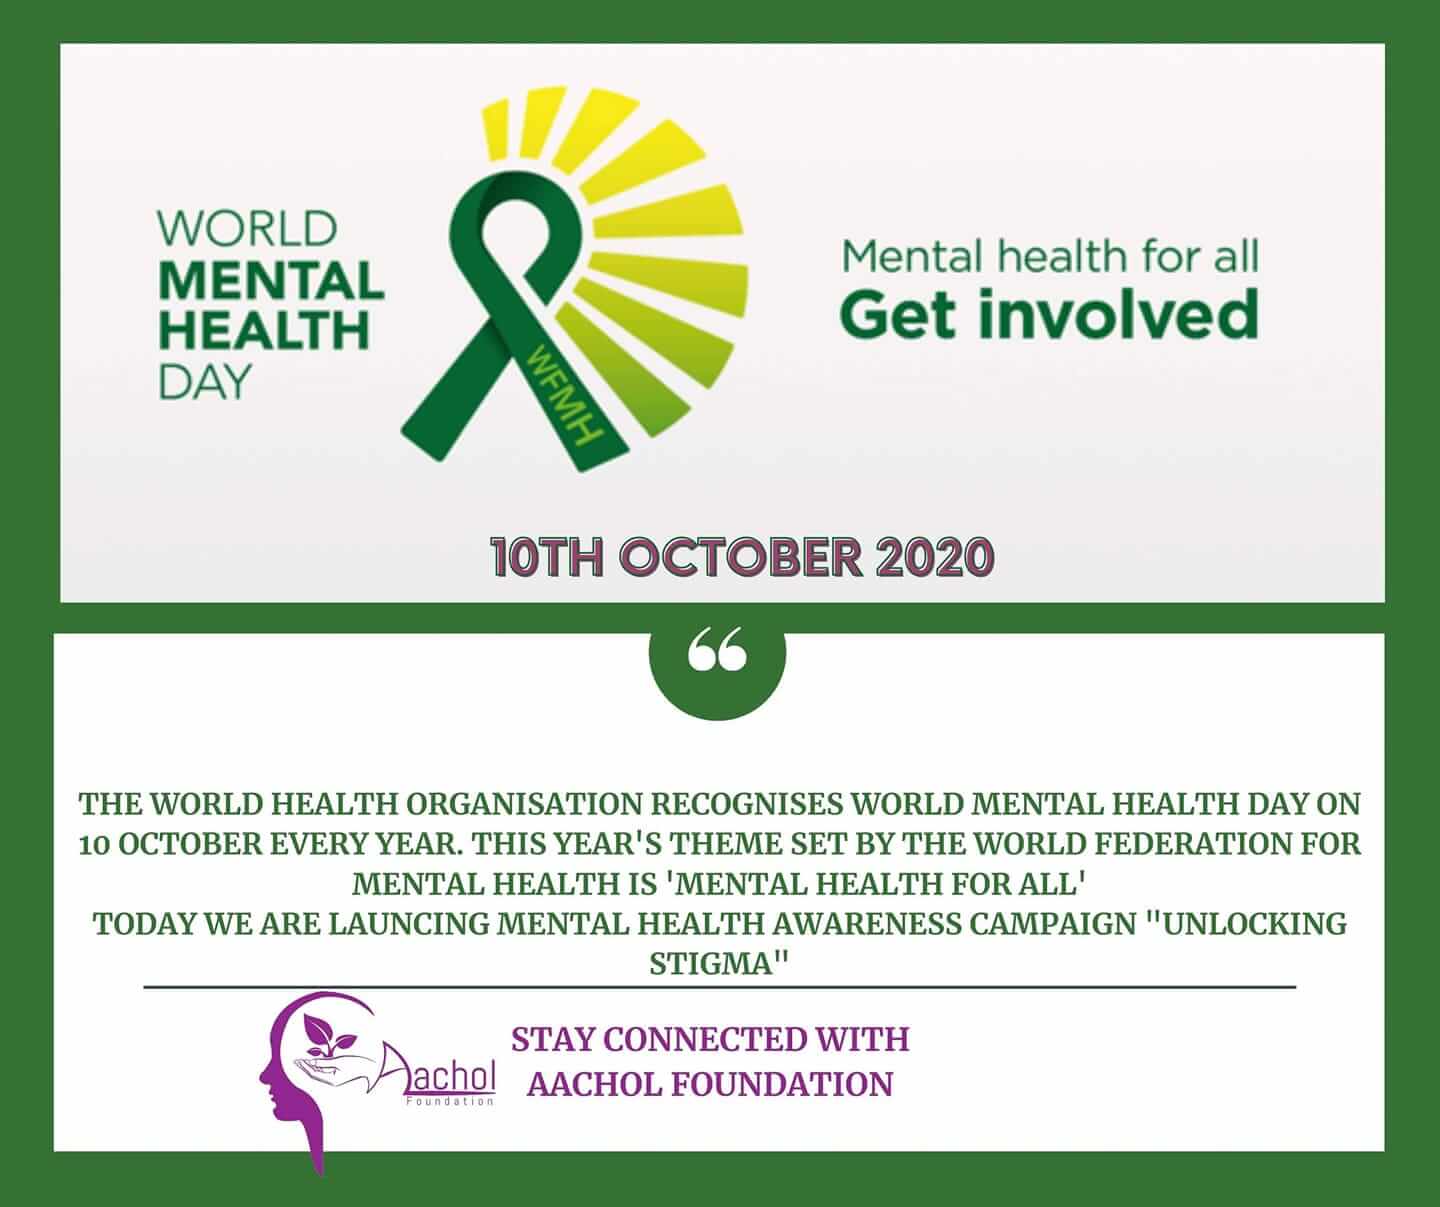 WORLD
MENTAL
HEALTH
DAY
WFMH
Mental health for all
Get involved
10TH OCTOBER 2020
THE WORLD HEALTH ORGANISATION RECOGNISES WORLD MENTAL HEALTH DAY ON
10 OCTOBER EVERY YEAR. THIS YEAR'S THEME SET BY THE WORLD FEDERATION FOR
MENTAL HEALTH IS 'MENTAL HEALTH FOR ALL'
TODAY WE ARE LAUNCING MENTAL HEALTH AWARENESS CAMPAIGN "UNLOCKING
STIGMA"
Aachol
Foundation
STAY CONNECTED WITH
AACHOL FOUNDATION